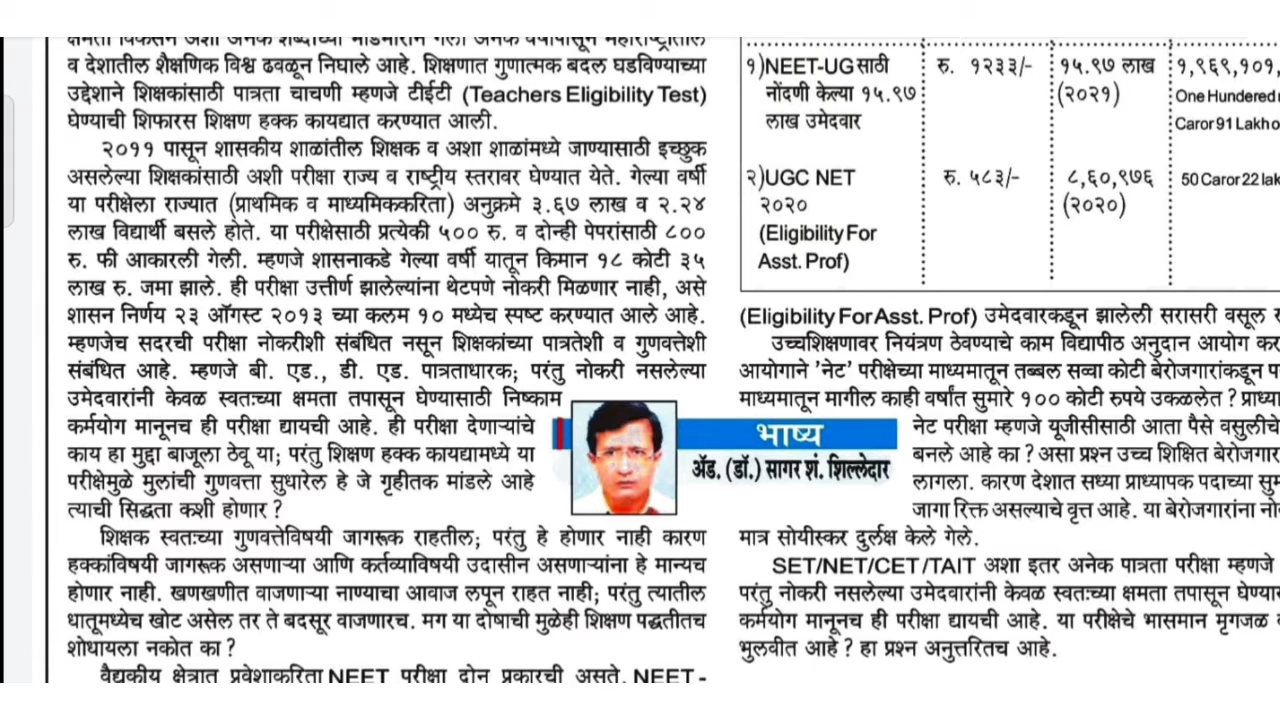 व देशातील शैक्षणिक विश्व ढवळून निघाले आहे. शिक्षणात गुणात्मक बदल घडविण्याच्या
उद्देशाने शिक्षकांसाठी पात्रता चाचणी म्हणजे टीईटी (Teachers Eligibility Test)
घेण्याची शिफारस शिक्षण हक्क कायद्यात करण्यात आली.
२०११ पासून शासकीय शाळांतील शिक्षक व अशा शाळांमध्ये जाण्यासाठी इच्छुक
असलेल्या शिक्षकांसाठी अशी परीक्षा राज्य व राष्ट्रीय स्तरावर घेण्यात येते. गेल्या वर्षी
या परीक्षेला राज्यात (प्राथमिक व माध्यमिककरिता) अनुक्रमे ३.६७ लाख व २.२४
लाख विद्यार्थी बसले होते. या परीक्षेसाठी प्रत्येकी ५०० रु. व दोन्ही पेपरांसाठी ८००
रु. फी आकारली गेली. म्हणजे शासनाकडे गेल्या वर्षी यातून किमान १८ कोटी ३५
लाख रु. जमा झाले. ही परीक्षा उत्तीर्ण झालेल्यांना थेटपणे नोकरी मिळणार नाही, असे
शासन निर्णय २३ ऑगस्ट २०१३ च्या कलम १० मध्येच स्पष्ट करण्यात आले आहे.
म्हणजेच सदरची परीक्षा नोकरीशी संबंधित नसून शिक्षकांच्या पात्रतेशी व गुणवत्तेशी
संबंधित आहे. म्हणजे बी. एड., डी. एड. पात्रताधारक; परंतु नोकरी नसलेल्या
उमेदवारांनी केवळ स्वतःच्या क्षमता तपासून घेण्यासाठी निष्काम
कर्मयोग मानूनच ही परीक्षा द्यायची आहे. ही परीक्षा देणाऱ्यांचे
काय हा मुद्दा बाजूला ठेवू या; परंतु शिक्षण हक्क कायद्यामध्ये या
परीक्षेमुळे मुलांची गुणवत्ता सुधारेल हे जे गृहीतक मांडले आहे
त्याची सिद्धता कशी होणार ?
शिक्षक स्वतःच्या गुणवत्तेविषयी जागरूक राहतील; परंतु हे होणार नाही कारण
हक्कांविषयी जागरूक असणाऱ्या आणि कर्तव्याविषयी उदासीन असणाऱ्यांना हे मान्यच
होणार नाही. खणखणीत वाजणाऱ्या नाण्याचा आवाज लपून राहत नाही; परंतु त्यातील
धातूमध्येच खोट असेल तर ते बदसूर वाजणारच. मग या दोषाची मुळेही शिक्षण पद्धतीतच
शोधायला नकोत का ?
वैद्यकीय क्षेत्रात प्रवेशाकरिता NEET परीक्षा दोन प्रकारची असते. NEET-
भाष्य
ॲड. (डॉ.) सागर शं. शिल्लेदार
१) NEET-UG साठी रु. १२३३/- १५.९७ लाख १,९६९,१०१,
नोंदणी केल्या १५.९७ (२०२१) One Hundred
लाख उमेदवार Caror 91 Lakh
२) UGC NET रु. ५८३/- ८,६०,९७६ 50 Caror 22
२०२० (२०२०)
(Eligibility For
Asst. Prof)
(Eligibility For Asst. Prof) उमेदवारकडून झालेली सरासरी वसूल
उच्चशिक्षणावर नियंत्रण ठेवण्याचे काम विद्यापीठ अनुदान आयोग
आयोगाने 'नेट' परीक्षेच्या माध्यमातून तब्बल सव्वा कोटी बेरोजगारांकडून
माध्यमातून मागील काही वर्षांत सुमारे १०० कोटी रुपये उकळलेत ?
नेट परीक्षा म्हणजे यूजीसीसाठी आता पैसे वसुलीचे
बनले आहे का ? असा प्रश्न उच्च शिक्षित
लागला. कारण देशात सध्या प्राध्यापक पदाच्या
जागा रिक्त असल्याचे वृत्त आहे. या बेरोजगारांना
मात्र सोयीस्कर दुर्लक्ष केले गेले.
SET/NET/CET/TAIT अशा इतर अनेक पात्रता परीक्षा म्हणजे
परंतु नोकरी नसलेल्या उमेदवारांनी केवळ स्वतःच्या क्षमता
कर्मयोग मानूनच ही परीक्षा द्यायची आहे. या परीक्षेचे भासमान मृगजळ
भुलवीत आहे ? हा प्रश्न अनुत्तरितच आहे.